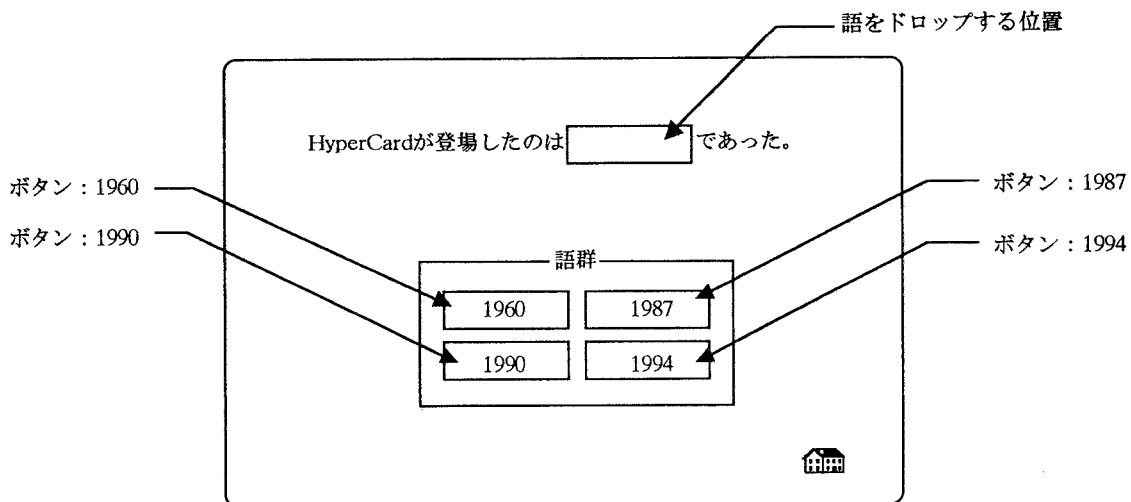 語をドロップする位置
HyperCardが登場したのは であった。
ボタン：1960
ボタン：1987
ボタン：1990
ボタン：1994
語群
1960 1987
1990 1994